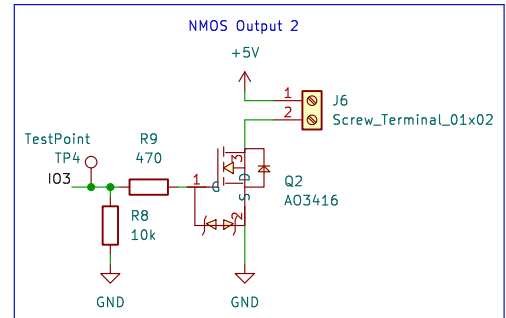 NMOS Output 2
+5V
1
J6
2
Screw_Terminal_01x02
TestPoint
R9
TP4
470
3
IO3
1
G
D
Q2
S
AO3416
R8
2
10k
GND
GND